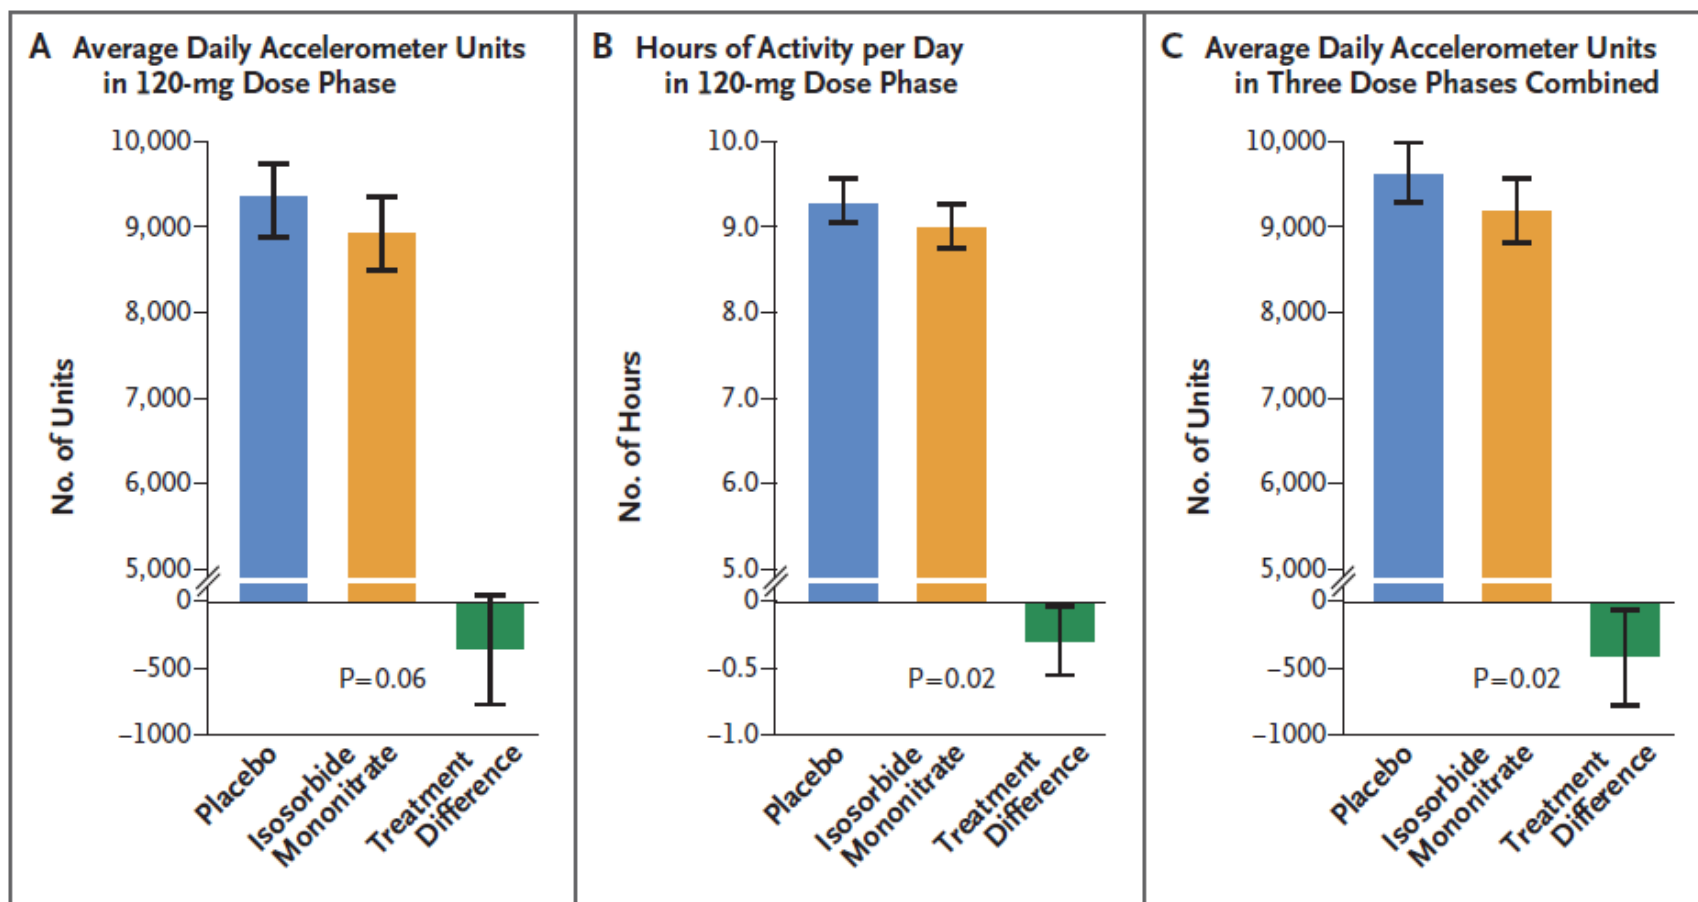 A Average Daily Accelerometer Units
in 120-mg Dose Phase
No. of Units
10,000
9,000
8,000
7,000
6,000
5,000
0
–500
–1000
P=0.06
Placebo
Isosorbide
Mononitrate
Treatment
Difference
B Hours of Activity per Day
in 120-mg Dose Phase
No. of Hours
10.0
9.0
8.0
7.0
6.0
5.0
0
–0.5
–1.0
P=0.02
Placebo
Isosorbide
Mononitrate
Treatment
Difference
C Average Daily Accelerometer Units
in Three Dose Phases Combined
No. of Units
10,000
9,000
8,000
7,000
6,000
5,000
0
–500
–1000
P=0.02
Placebo
Isosorbide
Mononitrate
Treatment
Difference